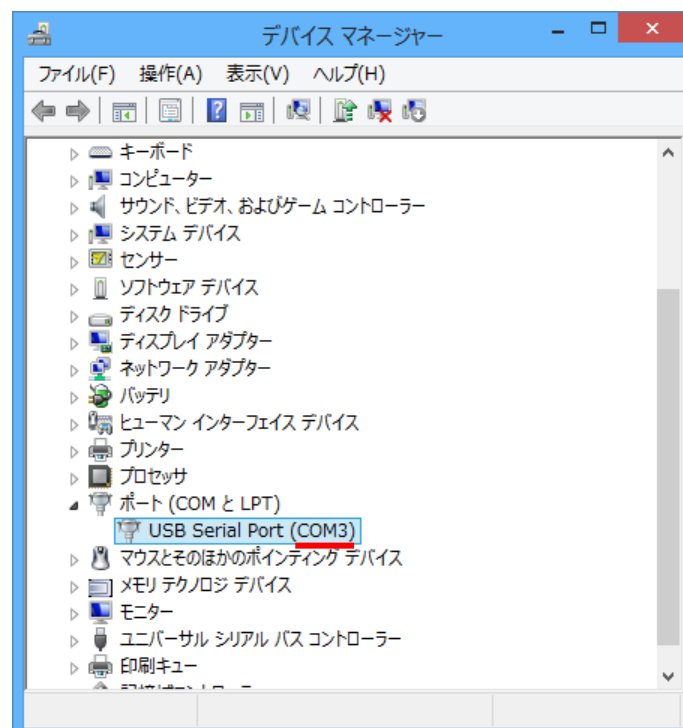 デバイス マネージャー
ファイル(F) 操作(A) 表示(V) ヘルプ(H)
キーボード
コンピューター
サウンド、ビデオ、およびゲーム コントローラー
システム デバイス
センサー
ソフトウェア デバイス
ディスク ドライブ
ディスプレイ アダプター
ネットワーク アダプター
バッテリ
ヒューマン インターフェイス デバイス
プリンター
プロセッサ
ポート (COM と LPT)
USB Serial Port (COM3)
マウスとそのほかのポインティング デバイス
メモリ テクノロジ デバイス
モニター
ユニバーサル シリアル バス コントローラー
印刷キュー